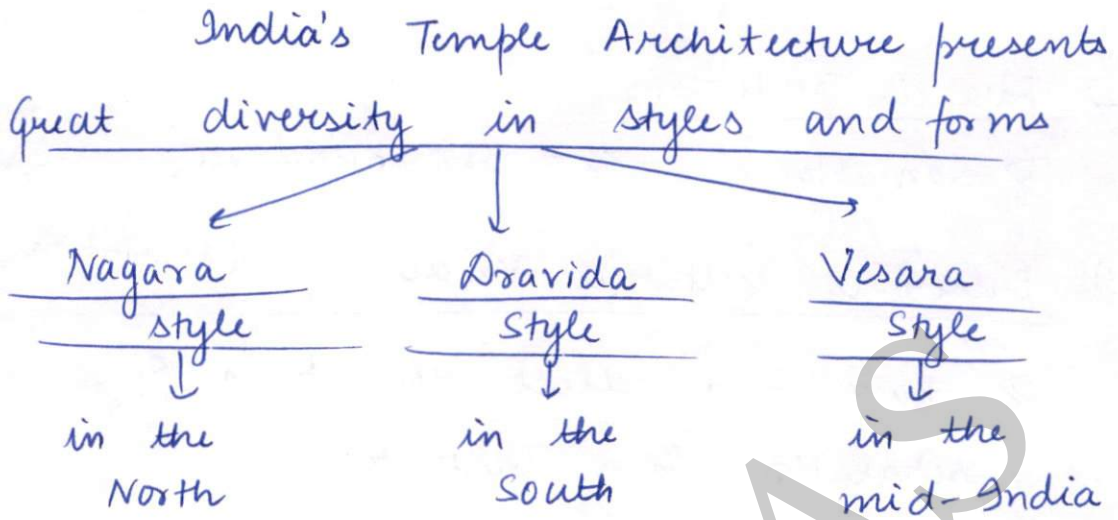 India's Temple Architecture presents
Great diversity in styles and forms
Nagara style
Dravida Style
Vesara Style
in the North
in the South
in the mid-India